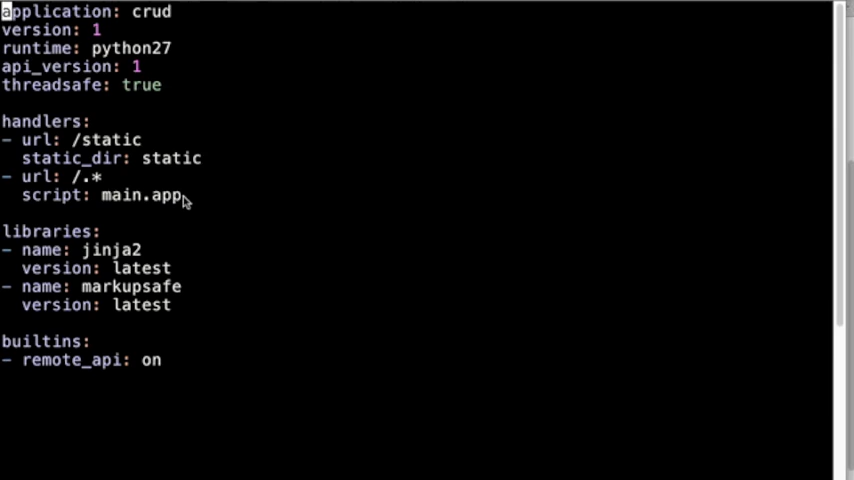 application: crud
version: 1
runtime: python27
api_version: 1
threadsafe: true
handlers:
- url: /static
  static_dir: static
- url: /.*
  script: main.app
libraries:
- name: jinja2
  version: latest
- name: markupsafe
  version: latest
builtins:
- remote_api: on